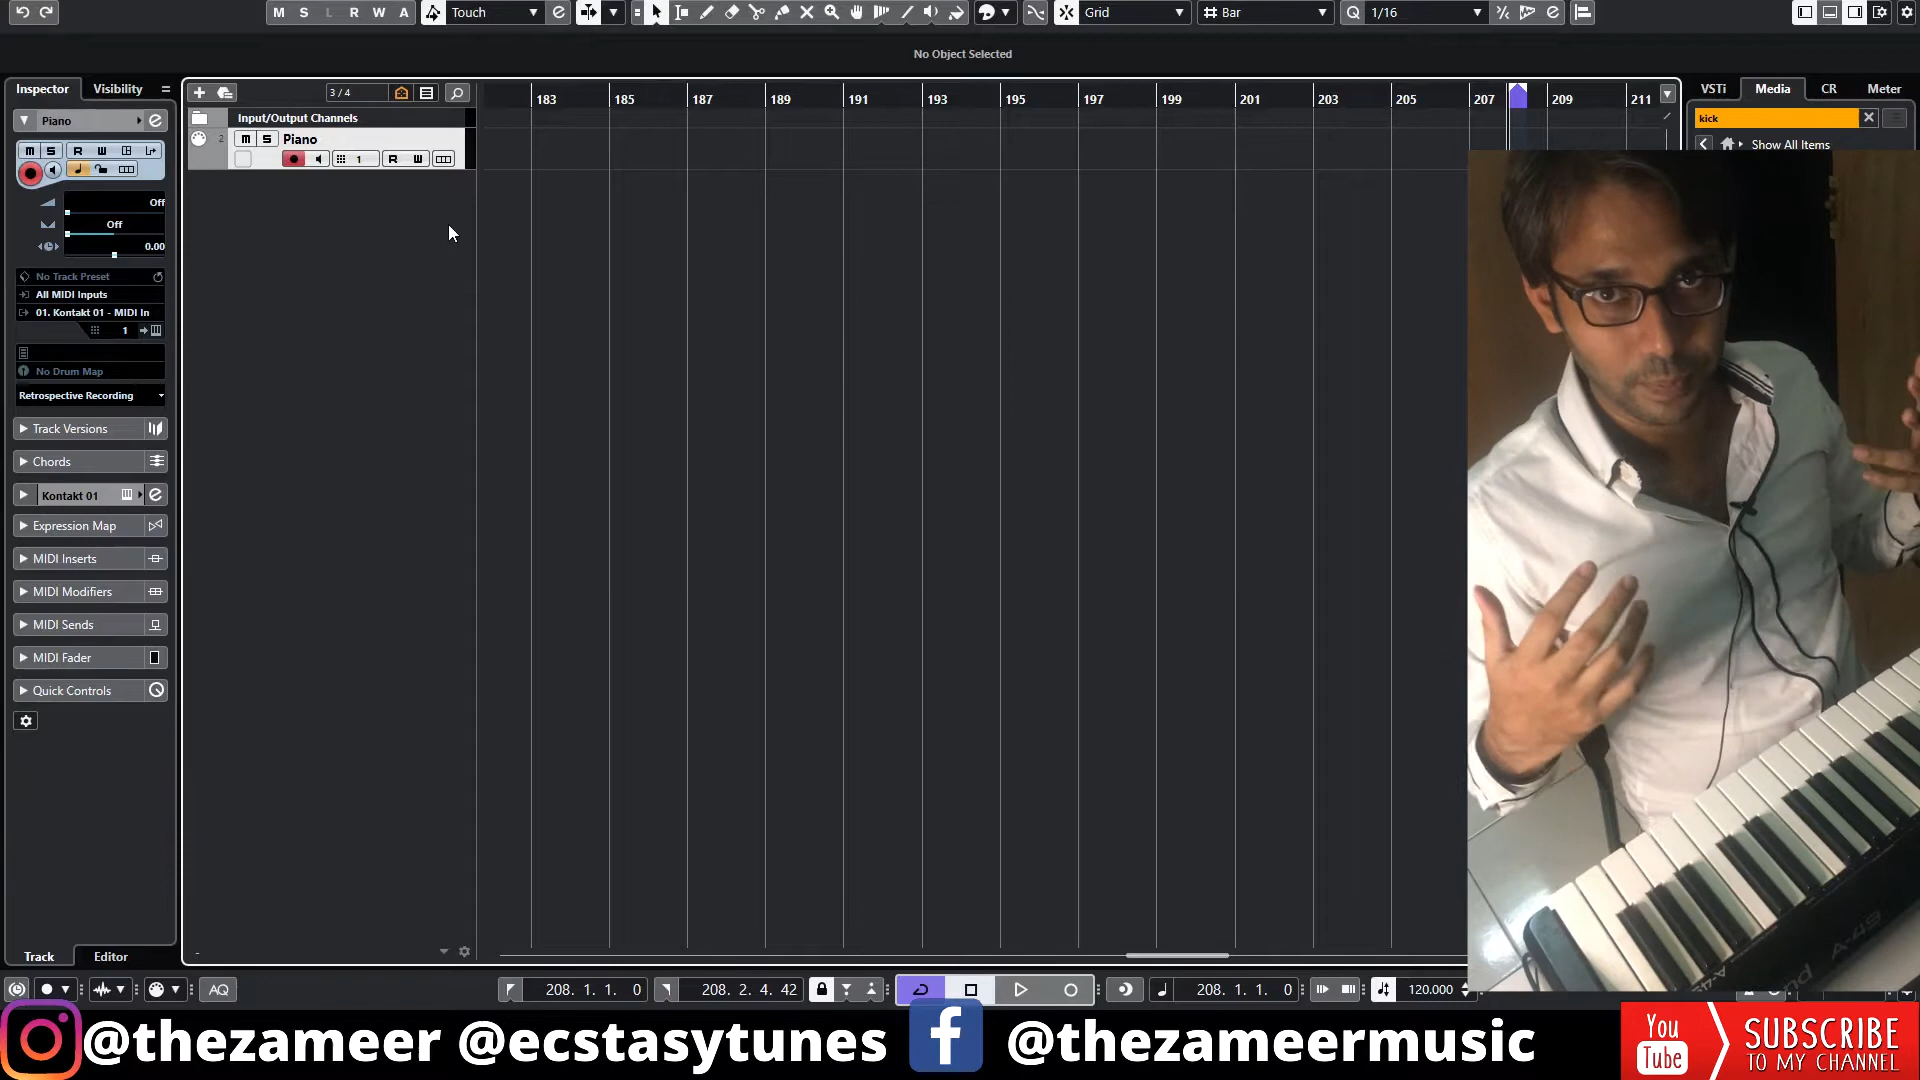 M S L R W A Touch Grid Bar 1/16
No Object Selected
Inspector Visibility
3 / 4
183 185 187 189 191 193 195 197 199 201 203 205 207 209 211
VSTi Media CR Meter
Piano
Input/Output Channels
kick
2 m S Piano
Show All Items
m S R W
1 R W
Off
Off
0.00
No Track Preset
All MIDI Inputs
01. Kontakt 01 - MIDI In
1
No Drum Map
Retrospective Recording
Track Versions
Chords
Kontakt 01
Expression Map
MIDI Inserts
MIDI Modifiers
MIDI Sends
MIDI Fader
Quick Controls
A-49
Track Editor
AQ
208. 1. 1. 0
208. 2. 4. 42
208. 1. 1. 0
120.000
@thezameer @ecstasytunes
@thezameermusic
You
Tube
SUBSCRIBE
TO MY CHANNEL